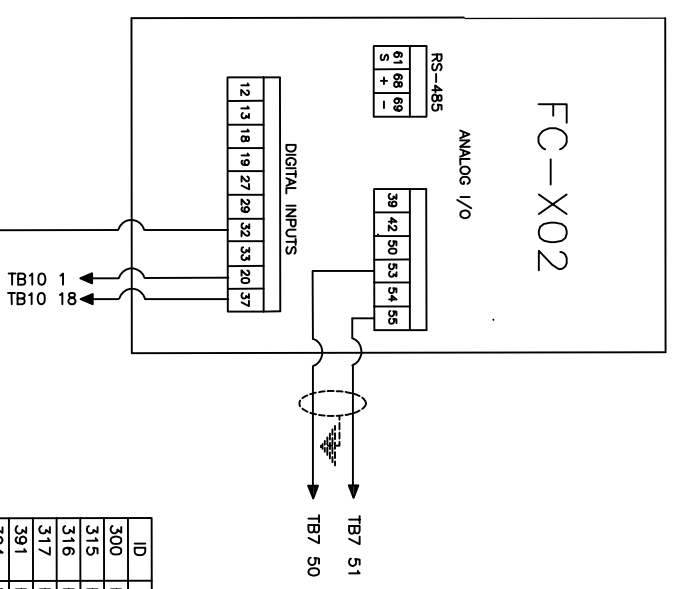 FC-X02
RS-485
61 68 69
S + -
ANALOG I/O
39 42 50 53 54 55
DIGITAL INPUTS
12 13 18 19 27 29 32 33 20 37
TB10 1
TB10 18
TB7 51
TB7 50
ID
300
315
316
317
391